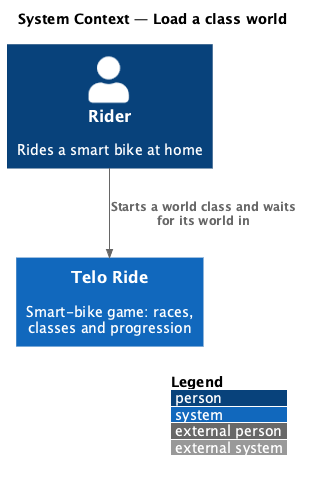 System Context — Load a class world
Rider
Rides a smart bike at home
Starts a world class and waits
for its world in
Telo Ride
Smart-bike game: races,
classes and progression
Legend
person
system
external person
external system